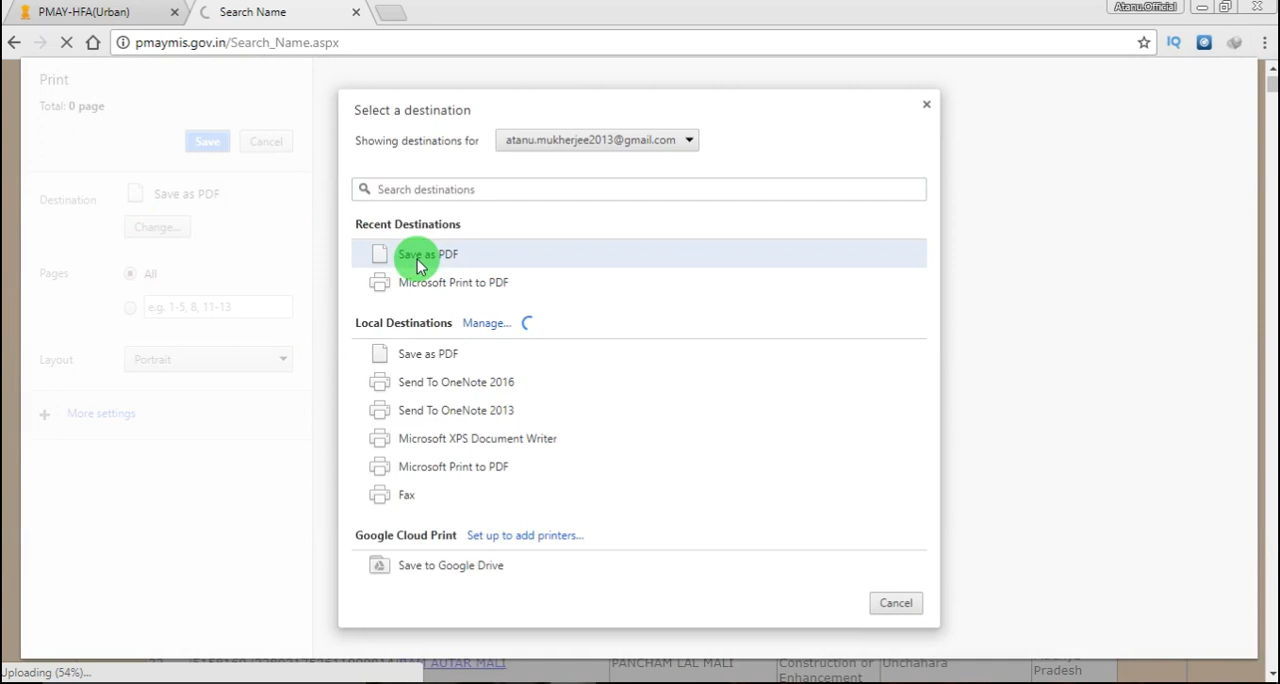 PMAY-HFA(Urban)
Search Name
Atanu.Official
pmaymis.gov.in/Search_Name.aspx
IQ
Print
Total: 0 page
Save
Cancel
Destination
Save as PDF
Change...
Pages
All
e.g. 1-5, 8, 11-13
Layout
Portrait
More settings
Select a destination
Showing destinations for
atanu.mukherjee2013@gmail.com
Search destinations
Recent Destinations
Save as PDF
Microsoft Print to PDF
Local Destinations Manage...
Save as PDF
Send To OneNote 2016
Send To OneNote 2013
Microsoft XPS Document Writer
Microsoft Print to PDF
Fax
Google Cloud Print Set up to add printers...
Save to Google Drive
Cancel
AUTAR MALI
PANCHAM LAL MALI
Construction or
Enhancement
Unchahara
Pradesh
Uploading (54%)...